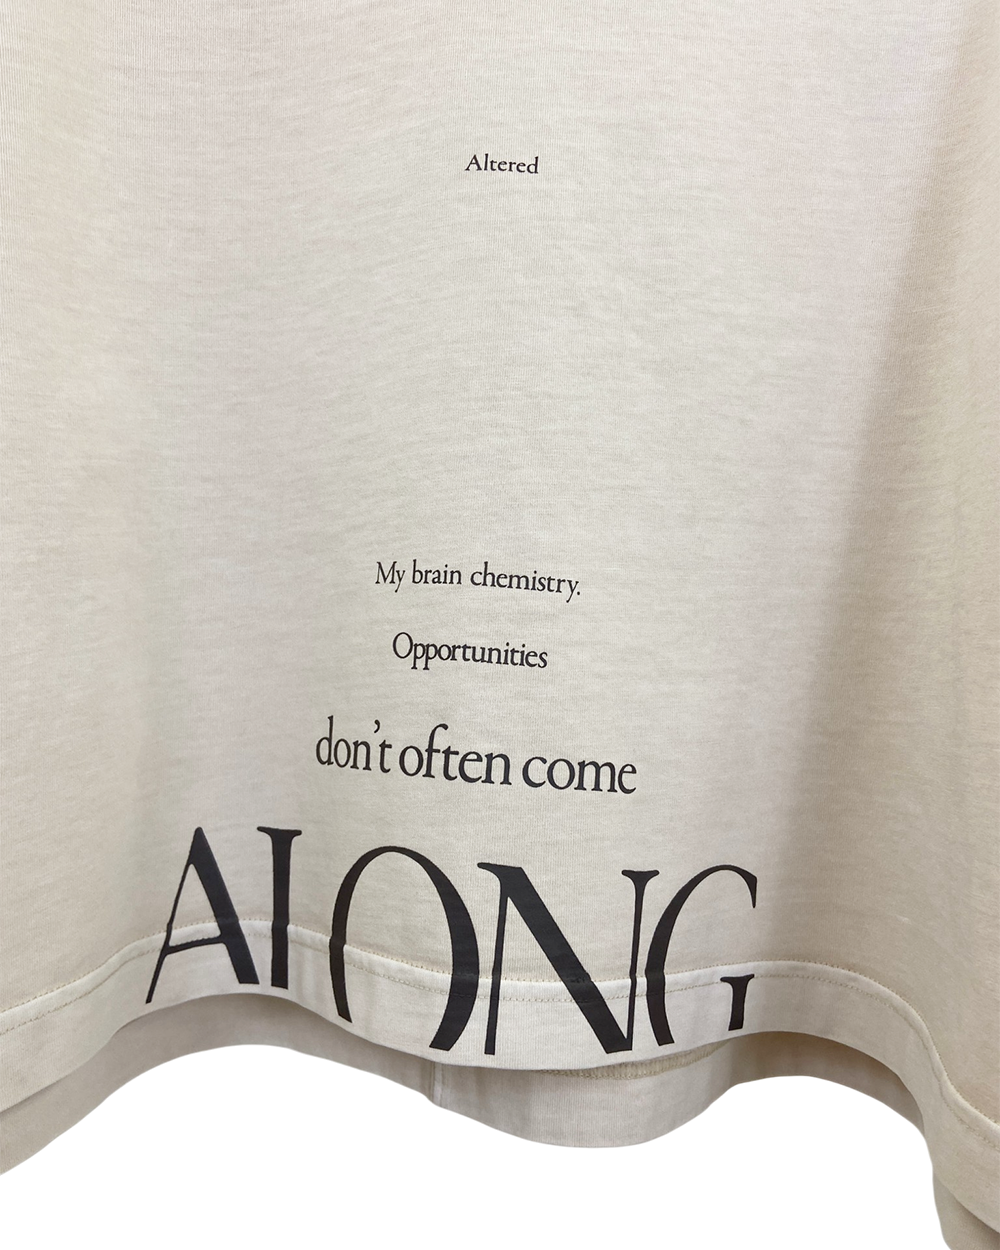 Altered
My brain chemistry.
Opportunities
don't often come
ALONG